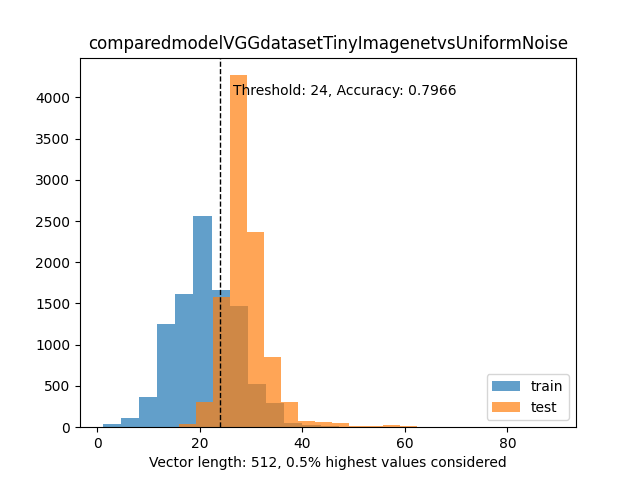 comparedmodelVGGdatasetTinyImagenetvsUniformNoise
Threshold: 24, Accuracy: 0.7966
4000
3500
3000
2500
2000
1500
1000
500
0
train
test
0 20 40 60 80
Vector length: 512, 0.5% highest values considered